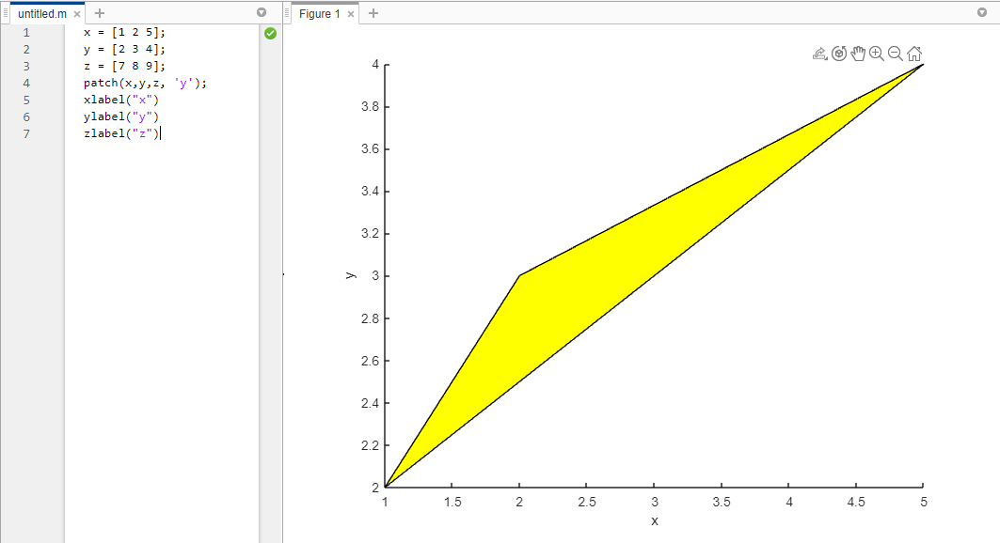 untitled.m × +
1 x = [1 2 5];
2 y = [2 3 4];
3 z = [7 8 9];
4 patch(x,y,z, 'y');
5 xlabel("x")
6 ylabel("y")
7 zlabel("z")
Figure 1 × +
4
3.8
3.6
3.4
3.2
3
2.8
2.6
2.4
2.2
2
y
1 1.5 2 2.5 3 3.5 4 4.5 5
x